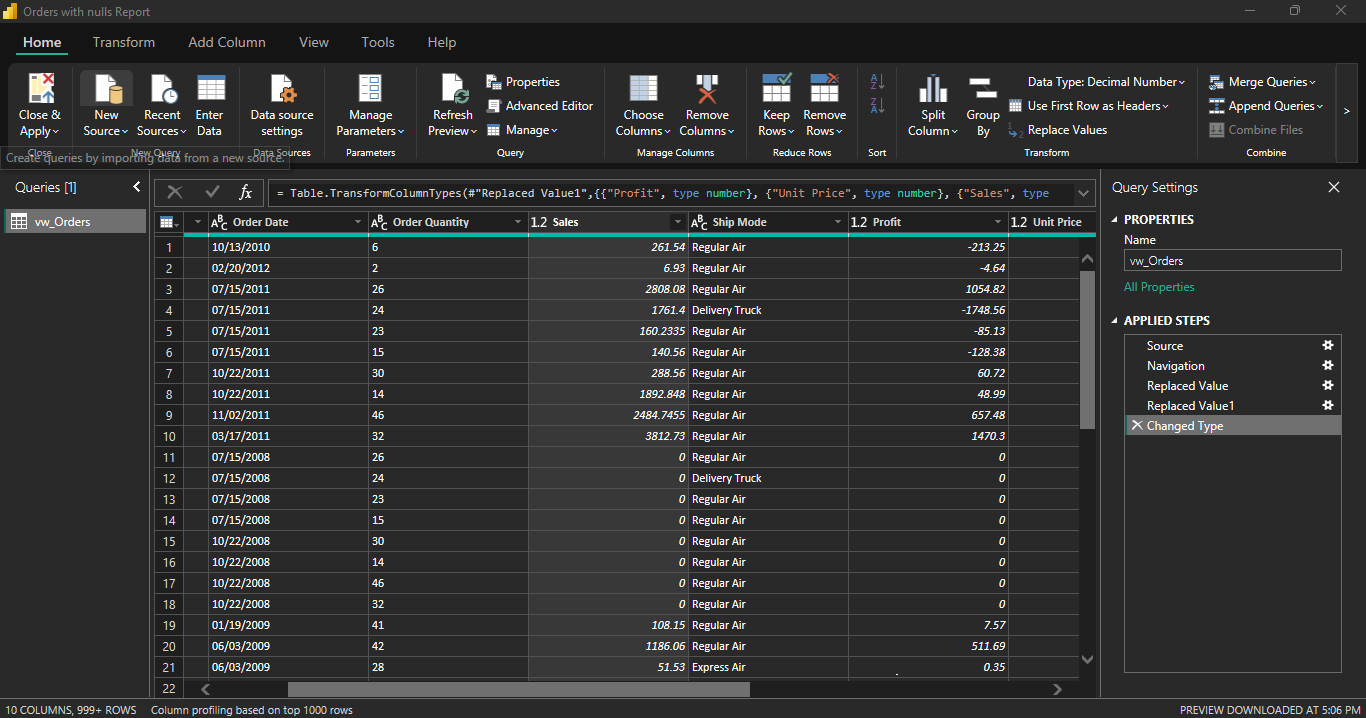 Orders with nulls Report
Home Transform Add Column View Tools Help
Close & Apply
New Source
Recent Sources
Enter Data
Data source settings
Manage Parameters
Refresh Preview
Properties
Advanced Editor
Manage
Choose Columns
Remove Columns
Keep Rows
Remove Rows
Split Column
Group By
Data Type: Decimal Number
Use First Row as Headers
Replace Values
Merge Queries
Append Queries
Combine Files
Close New Query Data Sources Parameters Query Manage Columns Reduce Rows Sort Transform Combine
Create queries by importing data from a new source.
Queries [1]
vw_Orders
fx = Table.TransformColumnTypes(#"Replaced Value1",{{"Profit", type number}, {"Unit Price", type number}, {"Sales", type
ABC Order Date ABC Order Quantity 1.2 Sales ABC Ship Mode 1.2 Profit 1.2 Unit Price
1 10/13/2010 6 261.54 Regular Air -213.25
2 02/20/2012 2 6.93 Regular Air -4.64
3 07/15/2011 26 2808.08 Regular Air 1054.82
4 07/15/2011 24 1761.4 Delivery Truck -1748.56
5 07/15/2011 23 160.2335 Regular Air -85.13
6 07/15/2011 15 140.56 Regular Air -128.38
7 10/22/2011 30 288.56 Regular Air 60.72
8 10/22/2011 14 1892.848 Regular Air 48.99
9 11/02/2011 46 2484.7455 Regular Air 657.48
10 03/17/2011 32 3812.73 Regular Air 1470.3
11 07/15/2008 26 0 Regular Air 0
12 07/15/2008 24 0 Delivery Truck 0
13 07/15/2008 23 0 Regular Air 0
14 07/15/2008 15 0 Regular Air 0
15 10/22/2008 30 0 Regular Air 0
16 10/22/2008 14 0 Regular Air 0
17 10/22/2008 46 0 Regular Air 0
18 10/22/2008 32 0 Regular Air 0
19 01/19/2009 41 108.15 Regular Air 7.57
20 06/03/2009 42 1186.06 Regular Air 511.69
21 06/03/2009 28 51.53 Express Air 0.35
22
Query Settings
PROPERTIES
Name
vw_Orders
All Properties
APPLIED STEPS
Source
Navigation
Replaced Value
Replaced Value1
Changed Type
10 COLUMNS, 999+ ROWS Column profiling based on top 1000 rows
PREVIEW DOWNLOADED AT 5:06 PM